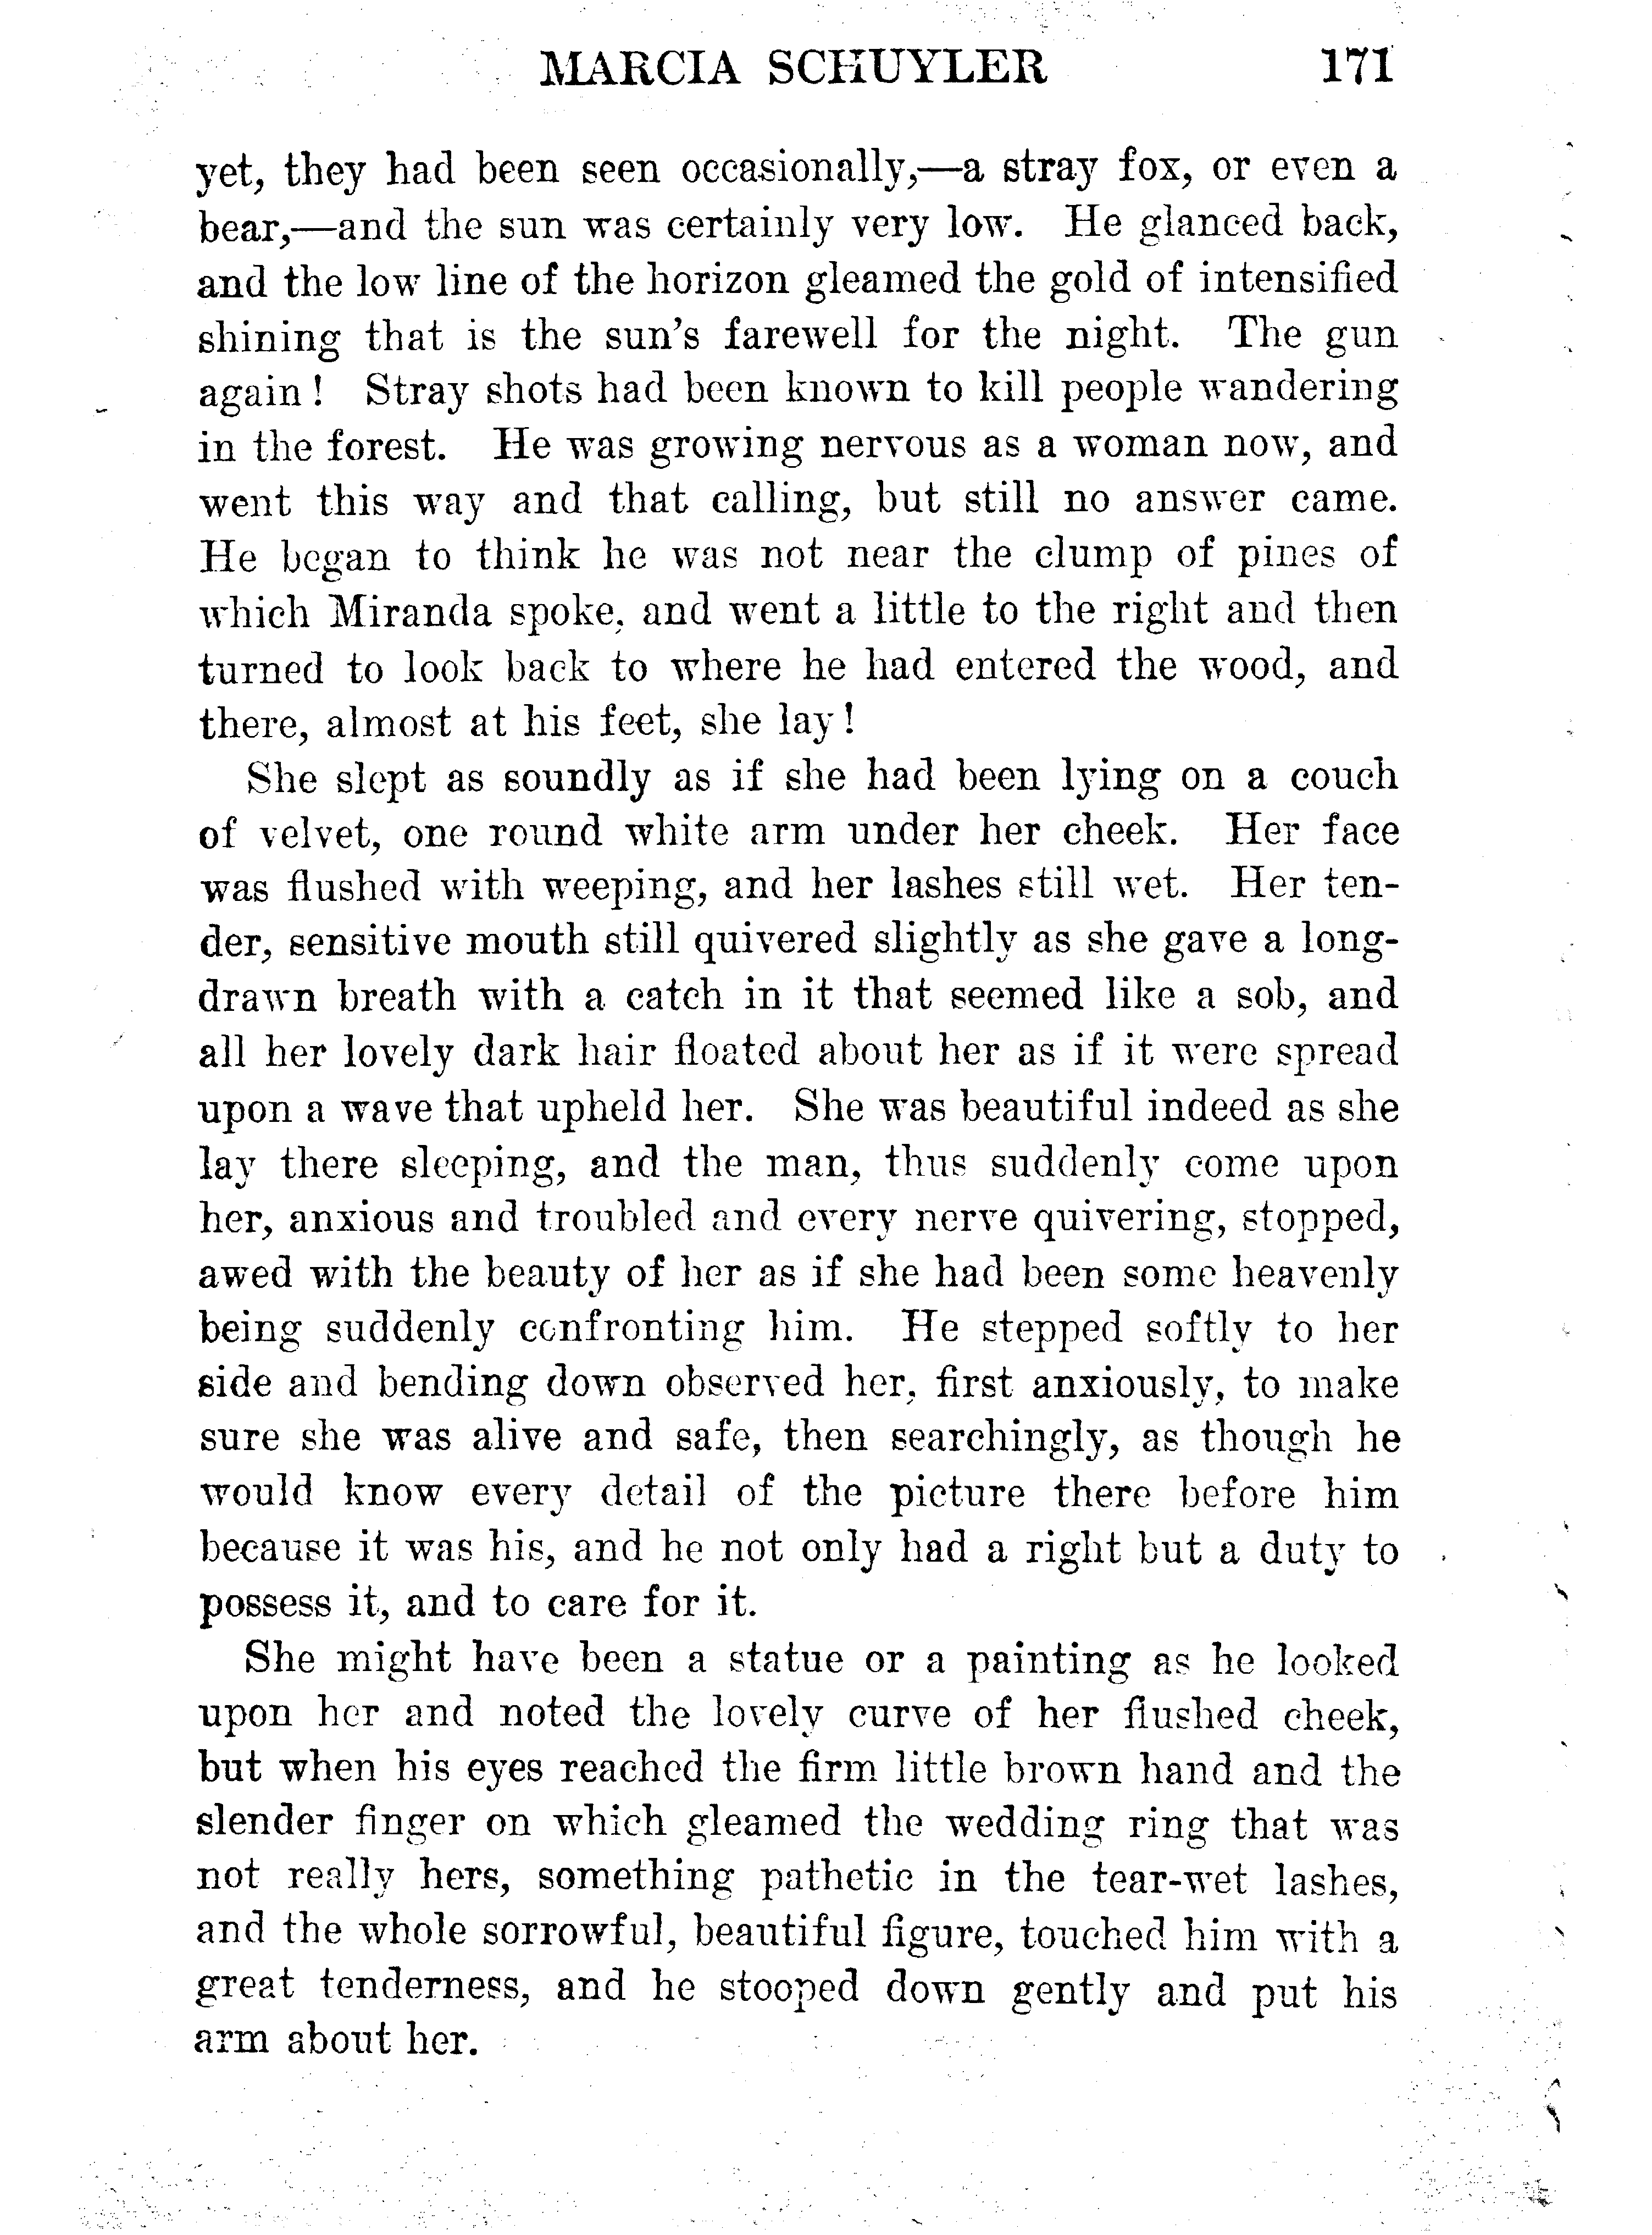 MARCIA SCHUYLER 171
yet, they had been seen occasionally,—a stray fox, or even a
bear,—and the sun was certainly very low. He glanced back,
and the low line of the horizon gleamed the gold of intensified
shining that is the sun's farewell for the night. The gun
again! Stray shots had been known to kill people wandering
in the forest. He was growing nervous as a woman now, and
went this way and that calling, but still no answer came.
He began to think he was not near the clump of pines of
which Miranda spoke, and went a little to the right and then
turned to look back to where he had entered the wood, and
there, almost at his feet, she lay!
She slept as soundly as if she had been lying on a couch
of velvet, one round white arm under her cheek. Her face
was flushed with weeping, and her lashes still wet. Her ten-
der, sensitive mouth still quivered slightly as she gave a long-
drawn breath with a catch in it that seemed like a sob, and
all her lovely dark hair floated about her as if it were spread
upon a wave that upheld her. She was beautiful indeed as she
lay there sleeping, and the man, thus suddenly come upon
her, anxious and troubled and every nerve quivering, stopped,
awed with the beauty of her as if she had been some heavenly
being suddenly confronting him. He stepped softly to her
side and bending down observed her, first anxiously, to make
sure she was alive and safe, then searchingly, as though he
would know every detail of the picture there before him
because it was his, and he not only had a right but a duty to
possess it, and to care for it.
She might have been a statue or a painting as he looked
upon her and noted the lovely curve of her flushed cheek,
but when his eyes reached the firm little brown hand and the
slender finger on which gleamed the wedding ring that was
not really hers, something pathetic in the tear-wet lashes,
and the whole sorrowful, beautiful figure, touched him with a
great tenderness, and he stooped down gently and put his
arm about her.